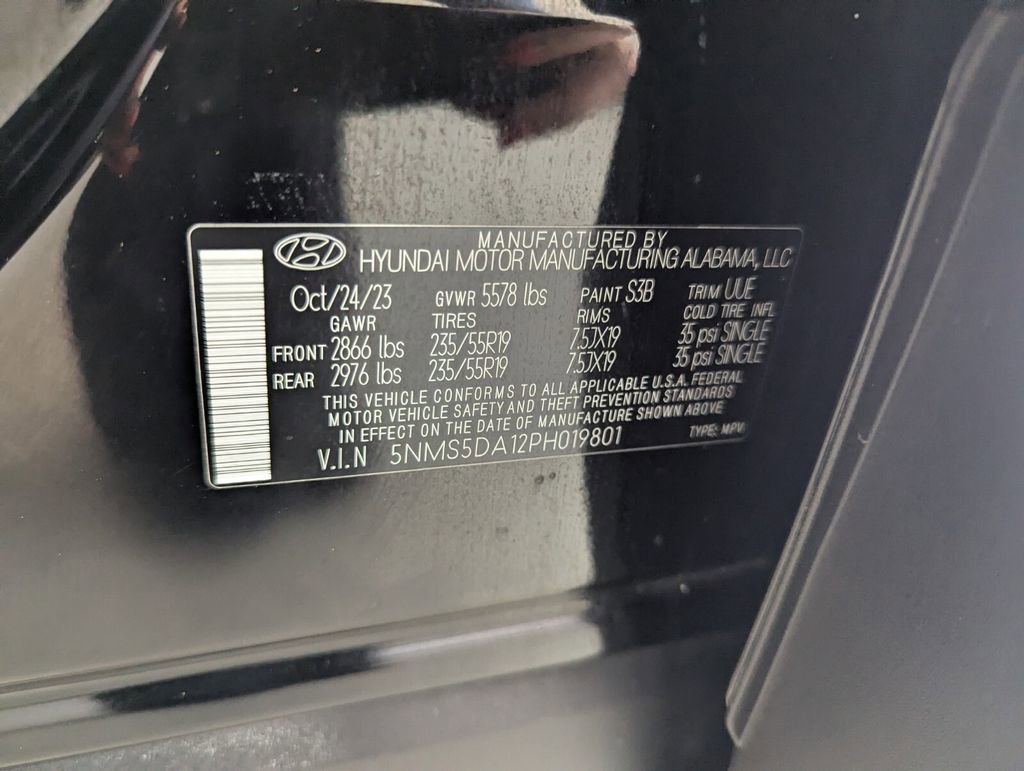 MANUFACTURED BY
HYUNDAI MOTOR MANUFACTURING ALABAMA, LLC
Oct/24/23 GVWR 5578 lbs PAINT S3B TRIM UUE
GAWR TIRES RIMS COLD TIRE INFL
FRONT 2866 lbs 235/55R19 7.5JX19 35 psi SINGLE
REAR 2976 lbs 235/55R19 7.5JX19 35 psi SINGLE
THIS VEHICLE CONFORMS TO ALL APPLICABLE U.S.A. FEDERAL
MOTOR VEHICLE SAFETY AND THEFT PREVENTION STANDARDS
IN EFFECT ON THE DATE OF MANUFACTURE SHOWN ABOVE
V.I.N 5NMS5DA12PH019801 TYPE: MPV